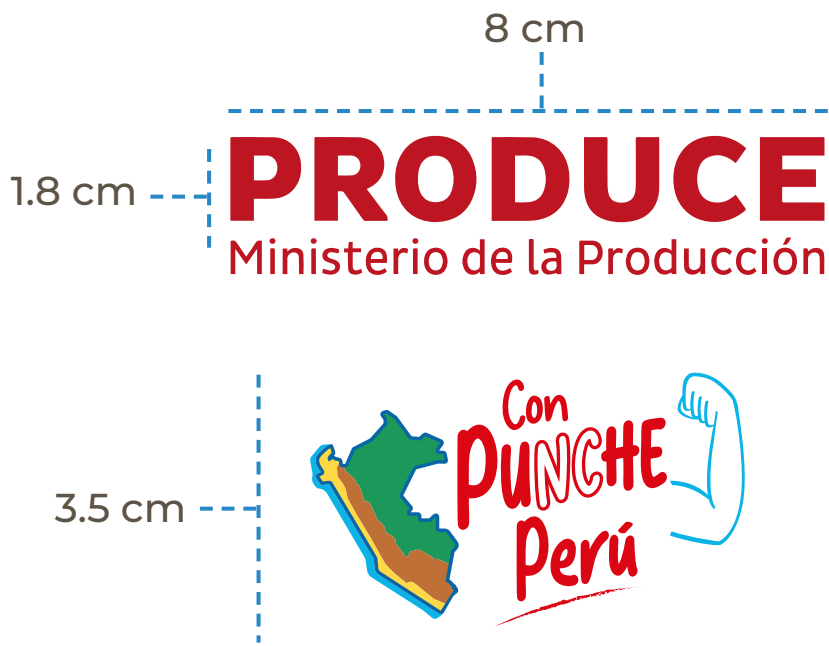 8 cm
1.8 cm
PRODUCE
Ministerio de la Producción
Con
PUNCHE
3.5 cm
Perú